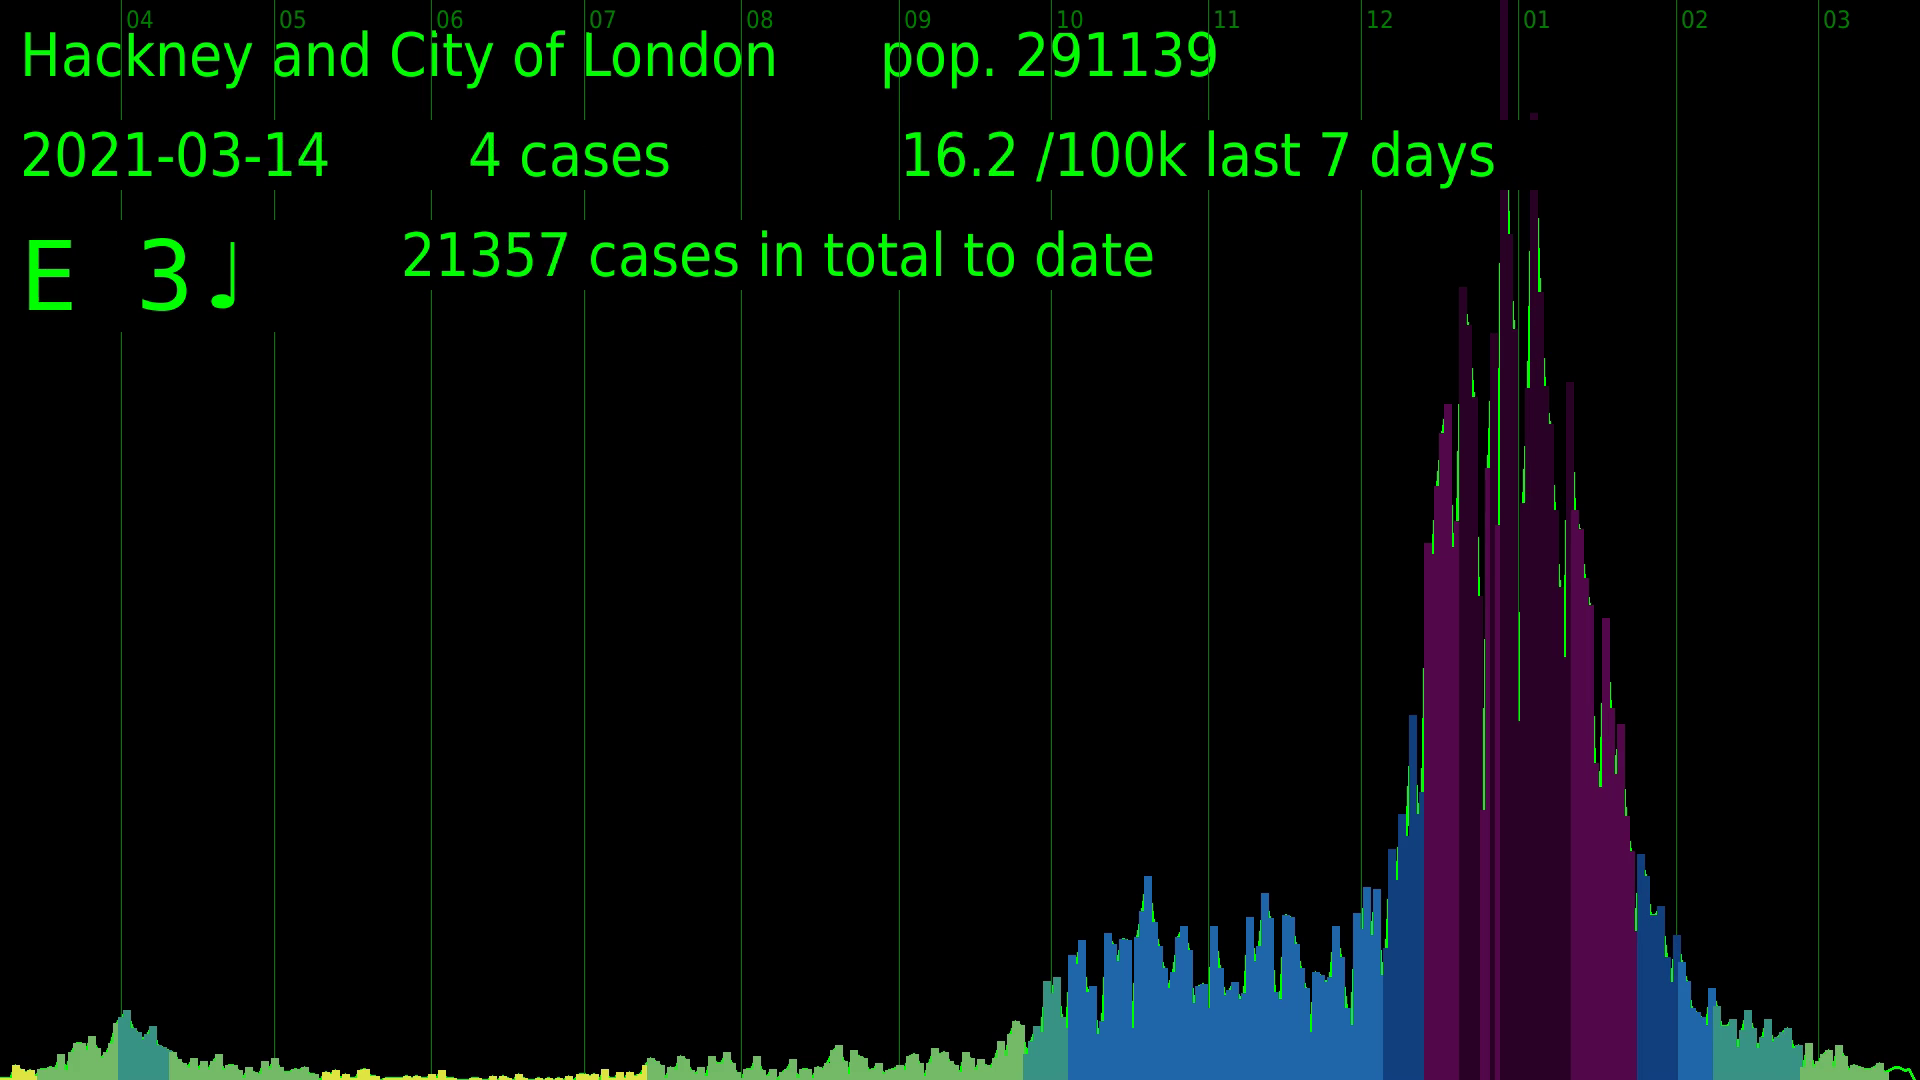 04 05 06 07 08 09 10 11 12 01 02 03
Hackney and City of London pop. 291139
2021-03-14 4 cases 16.2 /100k last 7 days
E 3♩ 21357 cases in total to date